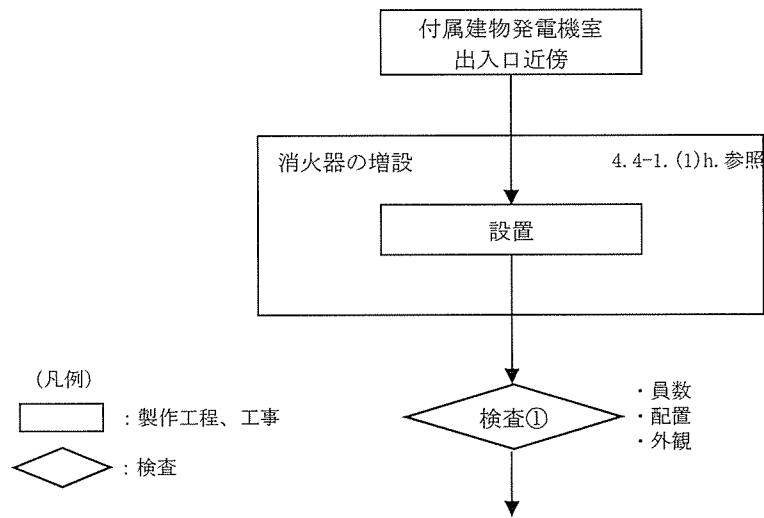 付属建物発電機室
出入口近傍
消火器の増設
4.4-1.(1)h.参照
設置
検査①
・員数
・配置
・外観
(凡例)
：製作工程、工事
：検査